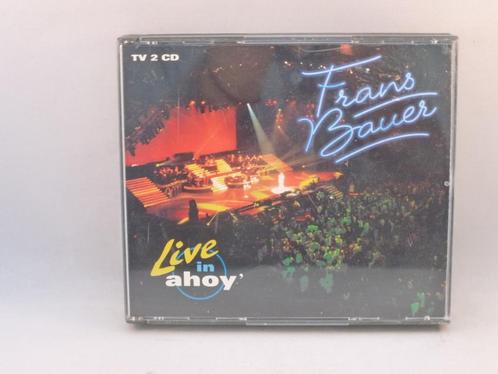 TV 2 CD
Frans
Bauer
Live
in
ahoy'